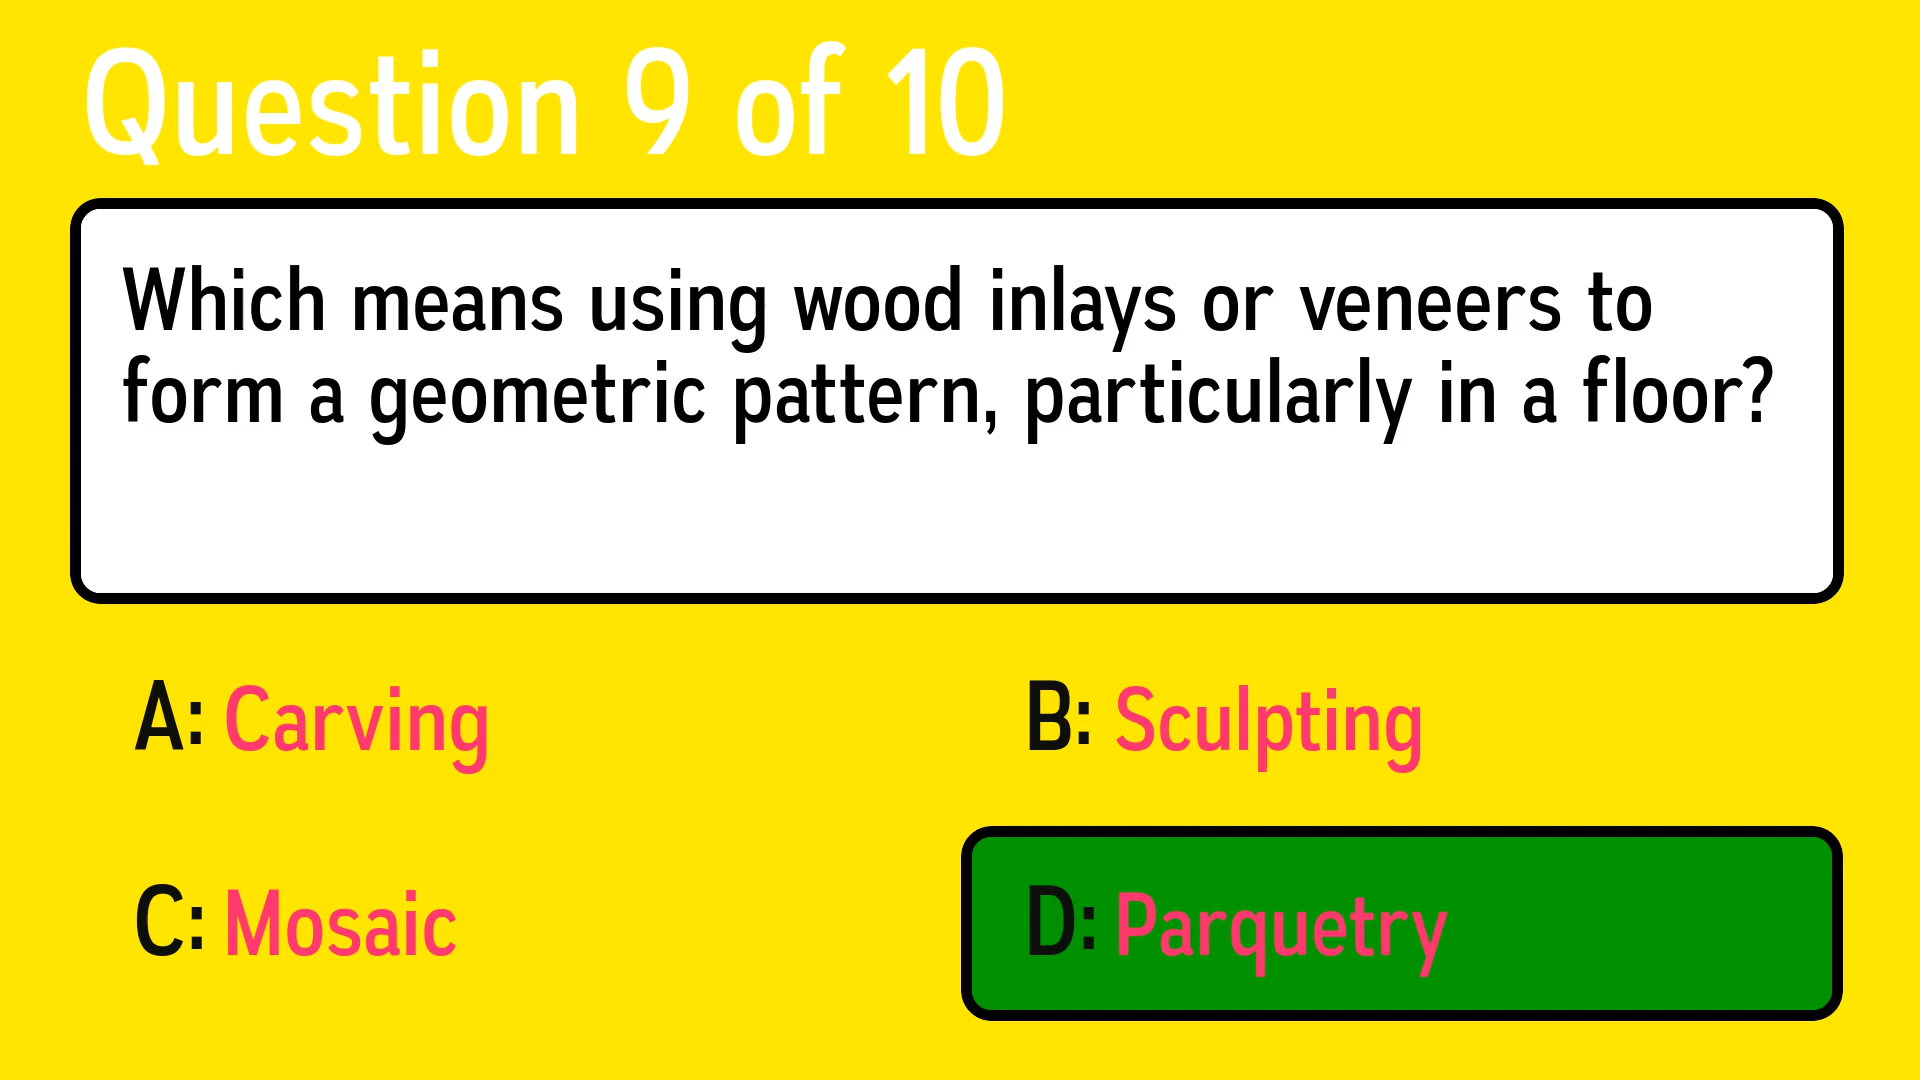 Question 9 of 10
Which means using wood inlays or veneers to
form a geometric pattern, particularly in a floor?
A: Carving
B: Sculpting
C: Mosaic
D: Parquetry